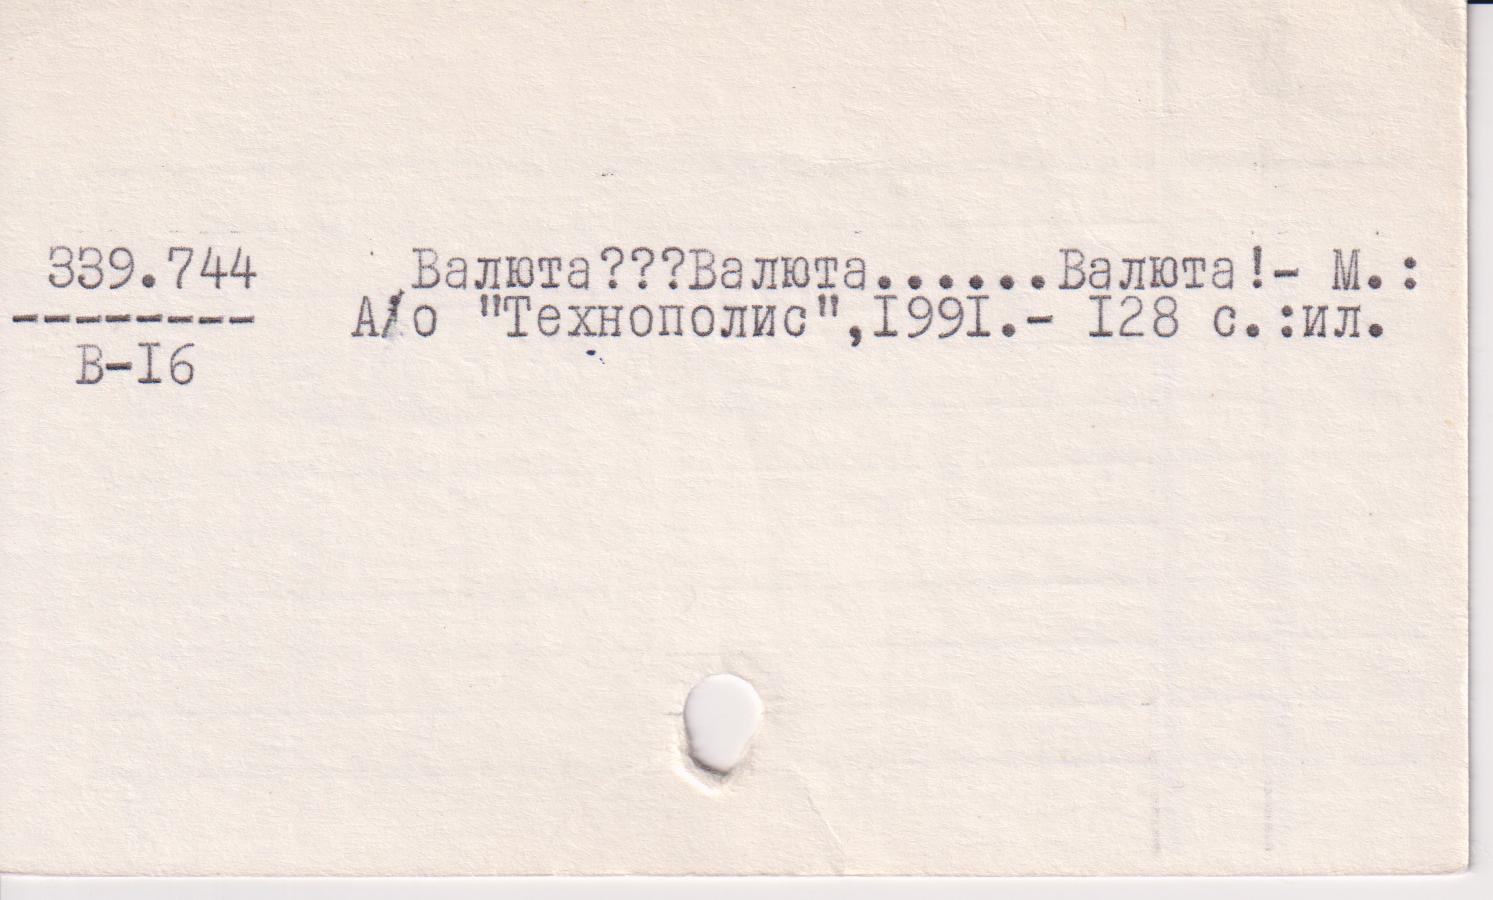 339.744 Валюта???Валюта......Валюта!- М.:
-------- А/о "Технополис",I99I.- I28 с.:ил.
В-I6